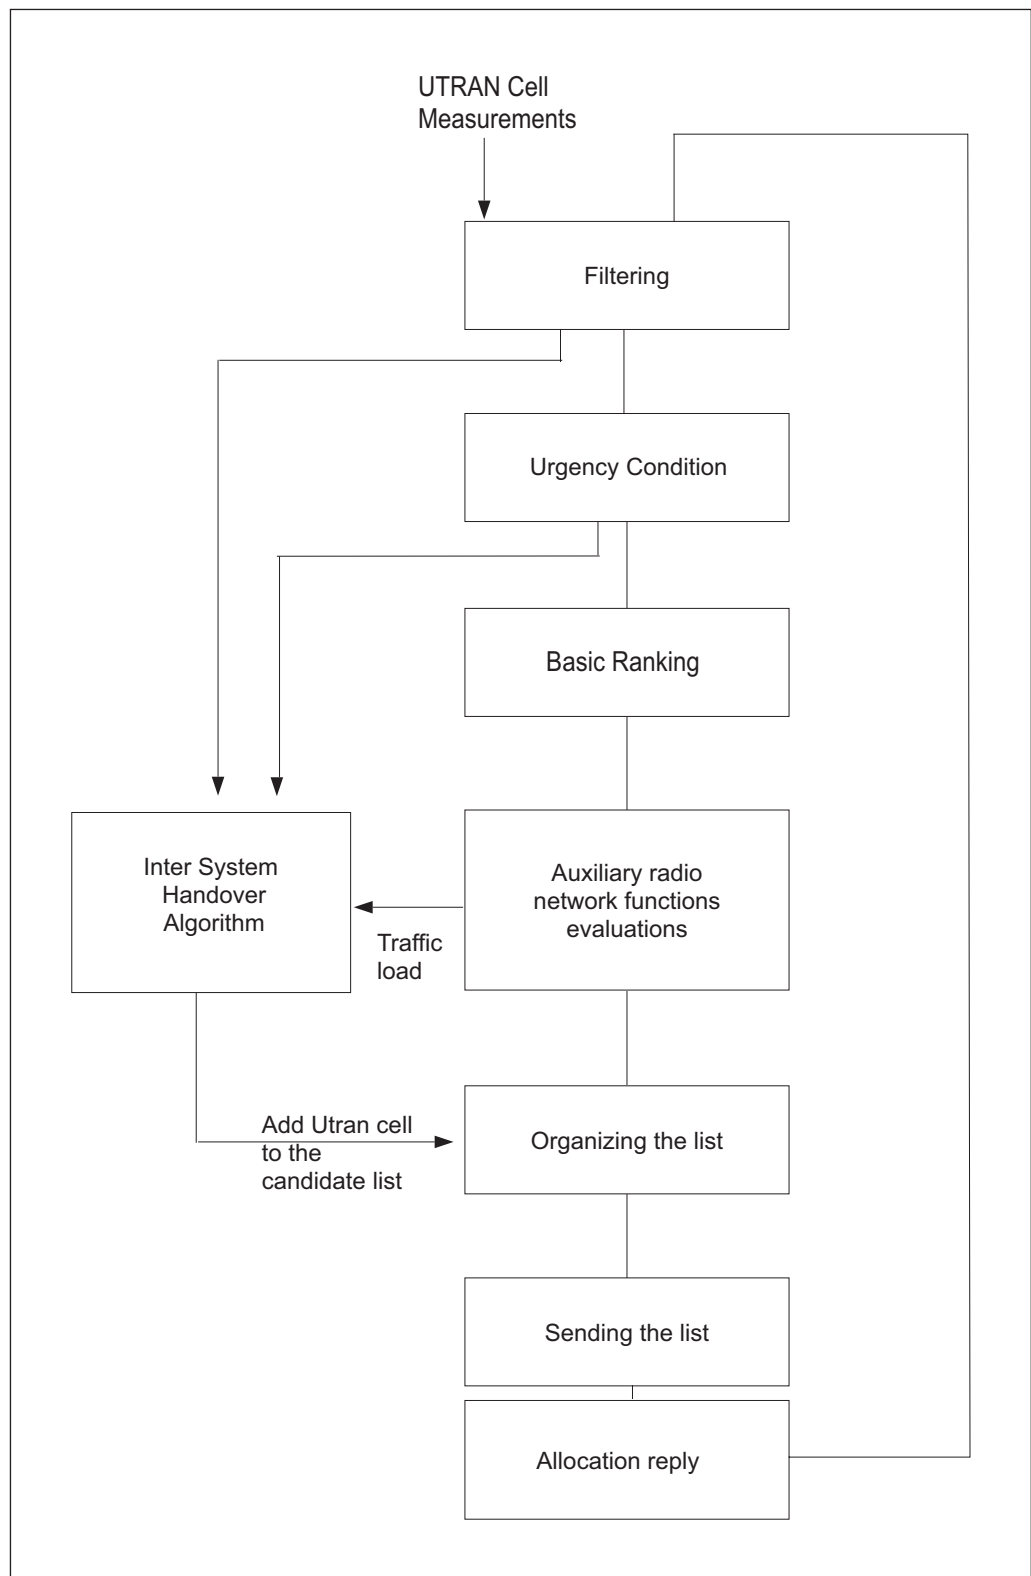 UTRAN Cell
Measurements
Filtering
Urgency Condition
Basic Ranking
Inter System
Handover
Algorithm
Auxiliary radio
network functions
evaluations
Traffic
load
Add Utran cell
to the
candidate list
Organizing the list
Sending the list
Allocation reply